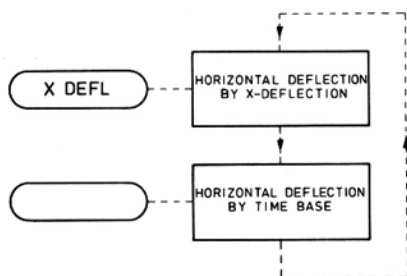 X DEFL
HORIZONTAL DEFLECTION
BY X-DEFLECTION
HORIZONTAL DEFLECTION
BY TIME BASE